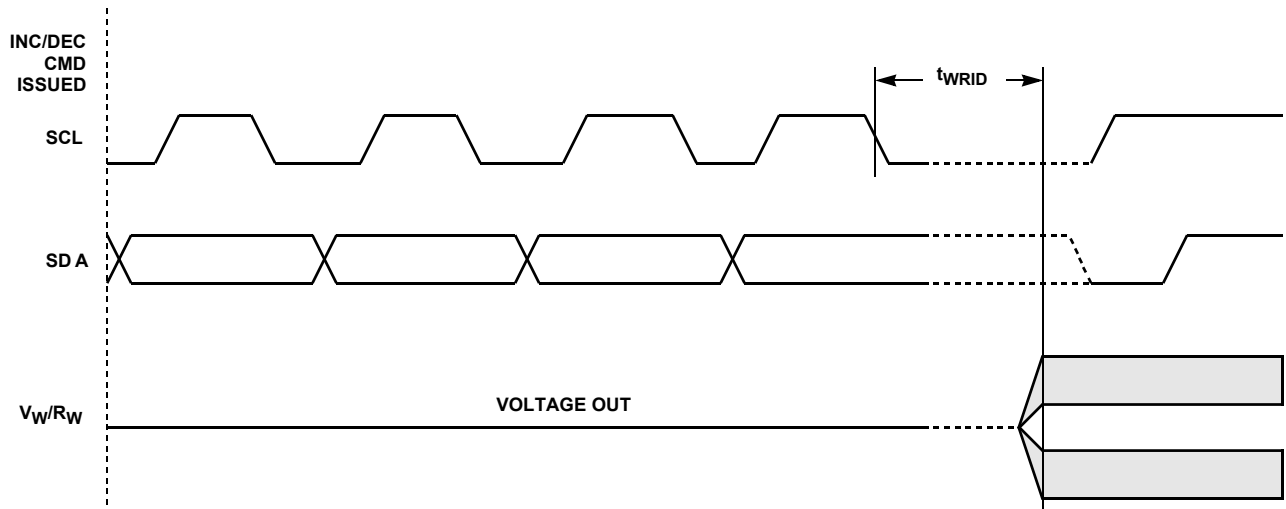 INC/DEC
CMD
ISSUED
tWRID
SCL
SD A
VOLTAGE OUT
VW/RW